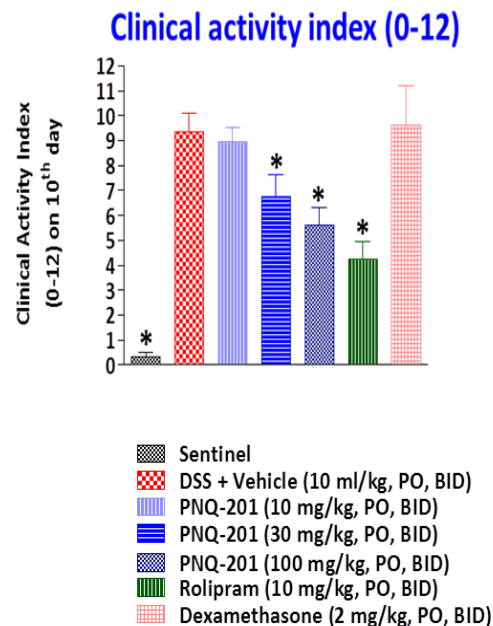 Clinical activity index (0-12)
Clinical Activity Index
(0-12) on 10th day
12
11
10
9
8
7
6
5
4
3
2
1
0
*
*
*
*
Sentinel
DSS + Vehicle (10 ml/kg, PO, BID)
PNQ-201 (10 mg/kg, PO, BID)
PNQ-201 (30 mg/kg, PO, BID)
PNQ-201 (100 mg/kg, PO, BID)
Rolipram (10 mg/kg, PO, BID)
Dexamethasone (2 mg/kg, PO, BID)